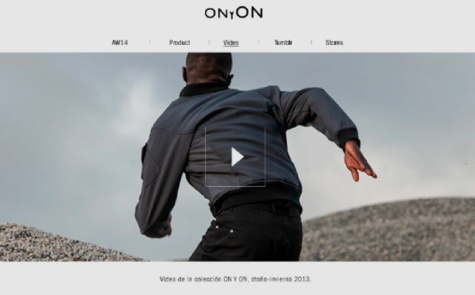 ONYON
AW14 Product Video Tumblr Stores
Video de la colección ON Y ON, otoño-invierno 2013.